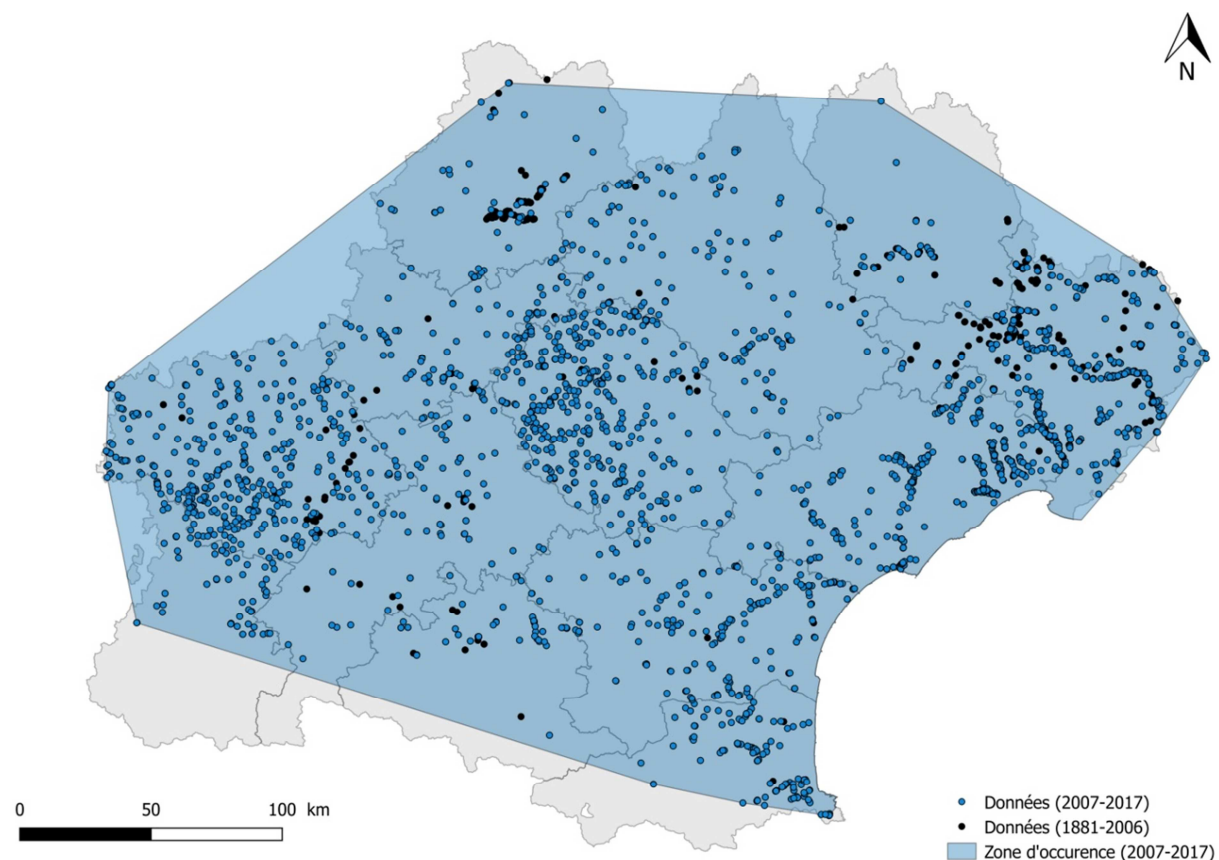 N
0 50 100 km
Données (2007-2017)
Données (1881-2006)
Zone d'occurence (2007-2017)